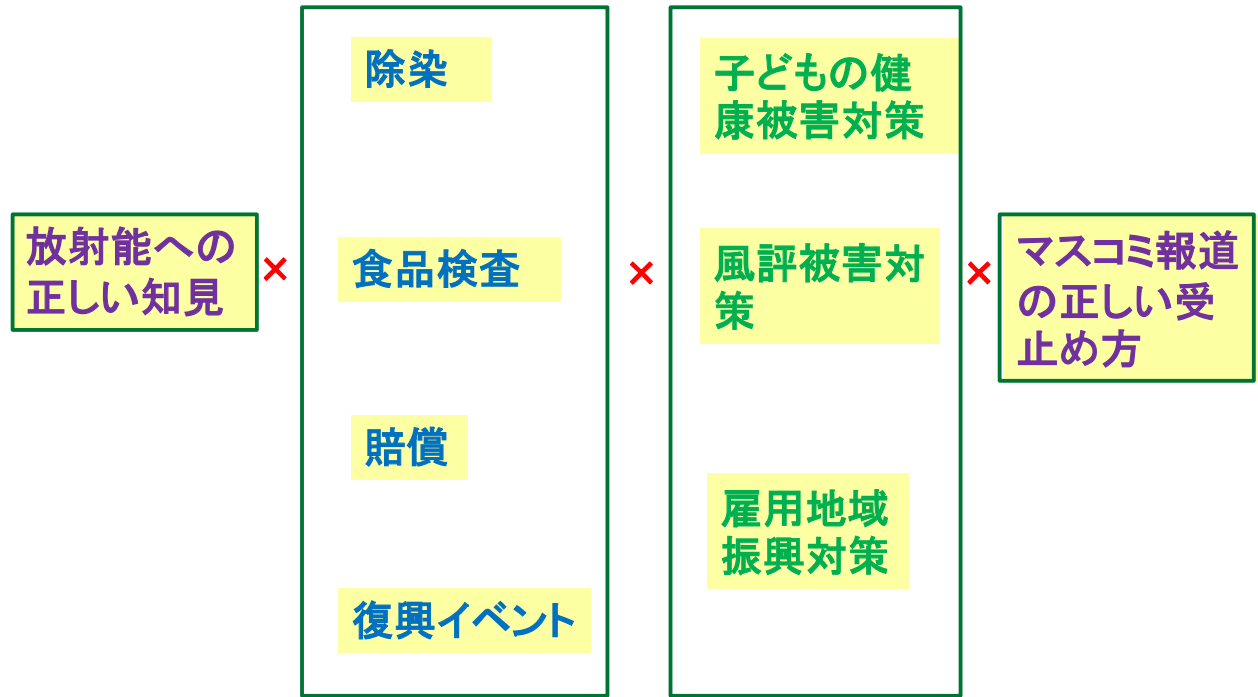 放射能への
正しい知見
×
除染
食品検査
賠償
復興イベント
×
子どもの健
康被害対策
風評被害対
策
雇用地域
振興対策
×
マスコミ報道
の正しい受
止め方